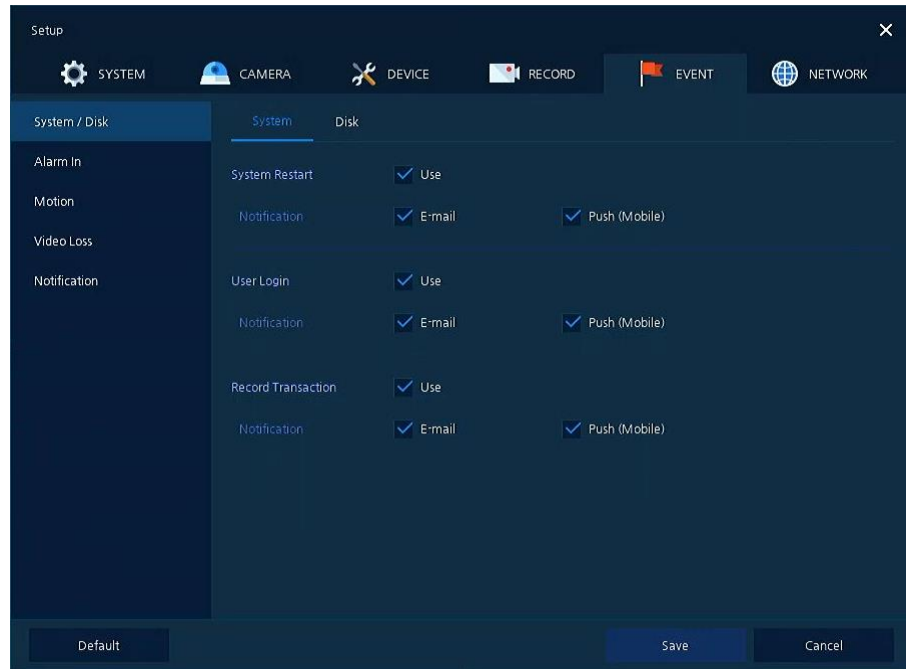 Setup
SYSTEM CAMERA DEVICE RECORD EVENT NETWORK
System / Disk
Alarm In
Motion
Video Loss
Notification
System Disk
System Restart Use
Notification E-mail Push (Mobile)
User Login Use
Notification E-mail Push (Mobile)
Record Transaction Use
Notification E-mail Push (Mobile)
Default Save Cancel